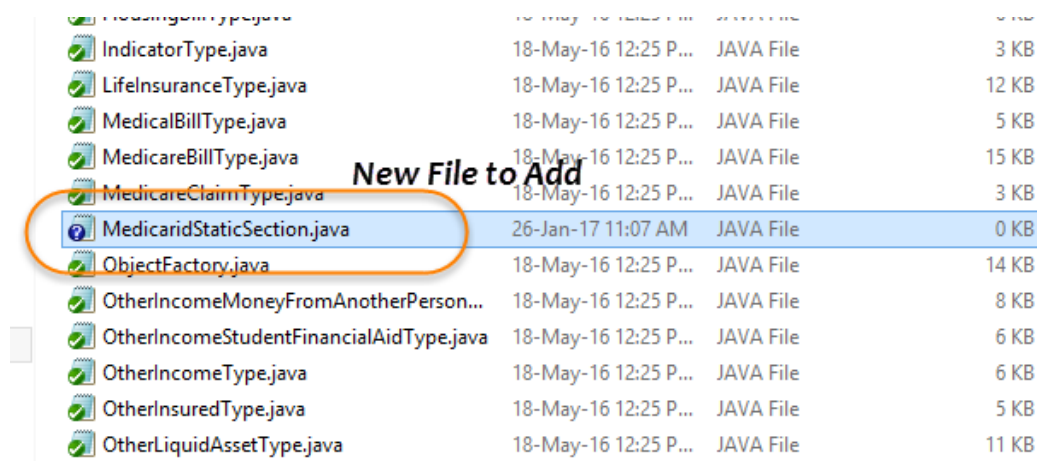 IndicatorType.java 18-May-16 12:25 P... JAVA File 3 KB
LifeInsuranceType.java 18-May-16 12:25 P... JAVA File 12 KB
MedicalBillType.java 18-May-16 12:25 P... JAVA File 5 KB
MedicareBillType.java 18-May-16 12:25 P... JAVA File 15 KB
New File to Add
MedicareClaimType.java 18-May-16 12:25 P... JAVA File 3 KB
MedicaridStaticSection.java 26-Jan-17 11:07 AM JAVA File 0 KB
ObjectFactory.java 18-May-16 12:25 P... JAVA File 14 KB
OtherIncomeMoneyFromAnotherPerson... 18-May-16 12:25 P... JAVA File 8 KB
OtherIncomeStudentFinancialAidType.java 18-May-16 12:25 P... JAVA File 6 KB
OtherIncomeType.java 18-May-16 12:25 P... JAVA File 6 KB
OtherInsuredType.java 18-May-16 12:25 P... JAVA File 5 KB
OtherLiquidAssetType.java 18-May-16 12:25 P... JAVA File 11 KB